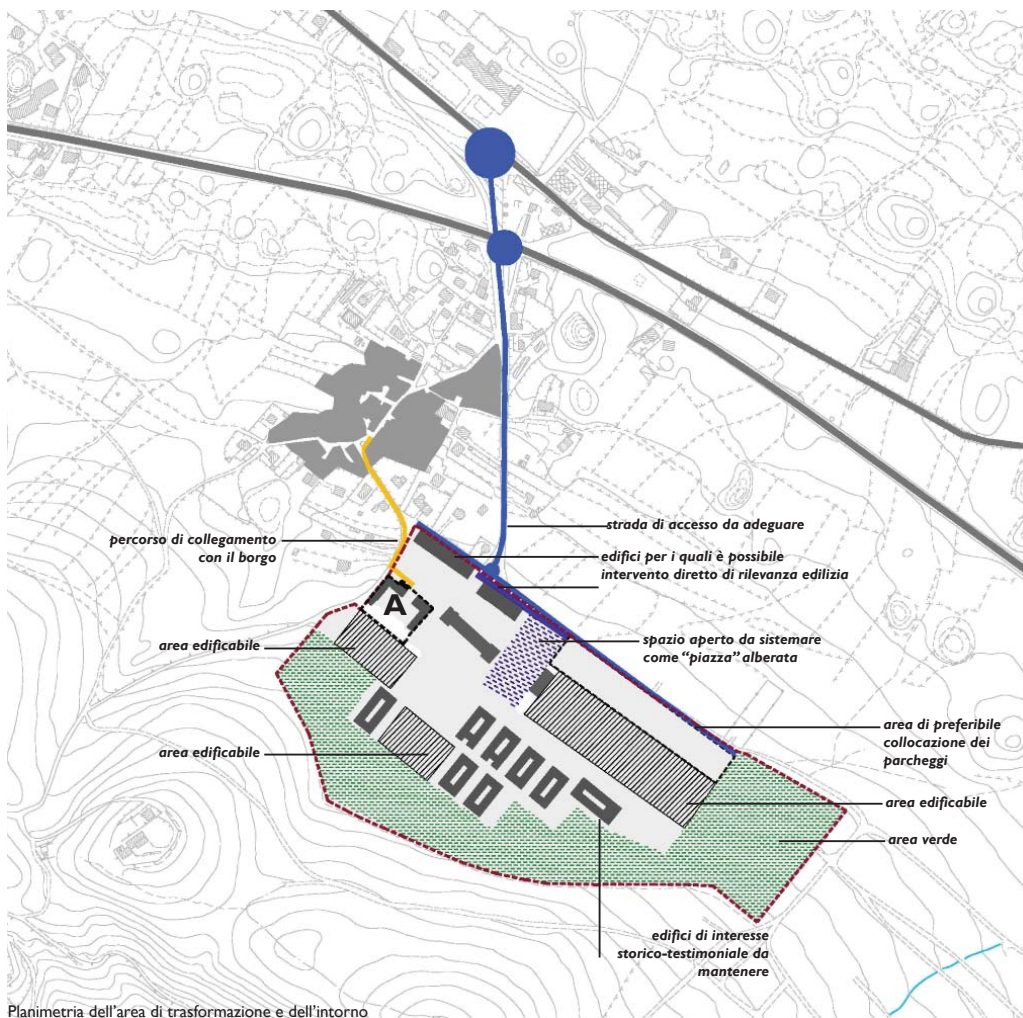 strada di accesso da adeguare
percorso di collegamento
con il borgo
edifici per i quali è possibile
intervento diretto di rilevanza edilizia
A
area edificabile
spazio aperto da sistemare
come “piazza” alberata
area di preferibile
collocazione dei
parcheggi
area edificabile
area edificabile
area verde
edifici di interesse
storico-testimoniale da
mantenere
Planimetria dell'area di trasformazione e dell'intorno